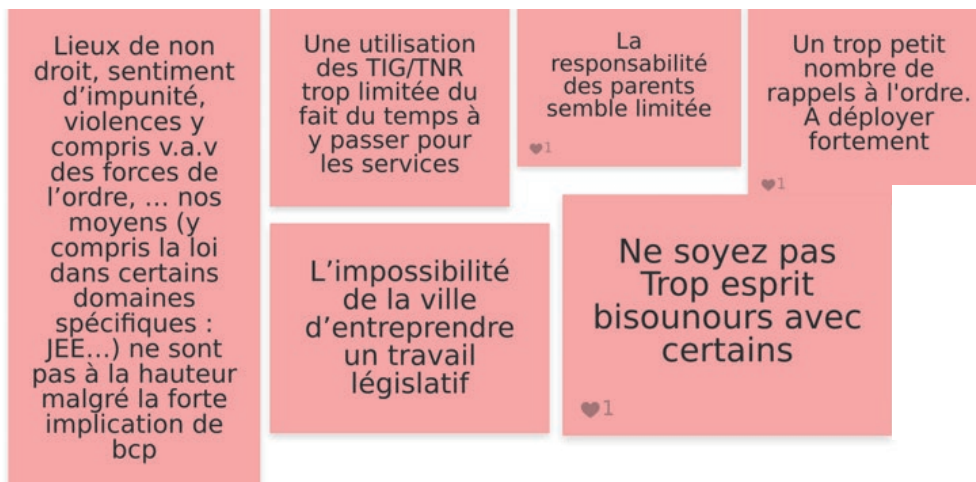 Lieux de non
droit, sentiment
d’impunité,
violences y
compris v.a.v
des forces de
l’ordre, ... nos
moyens (y
compris la loi
dans certains
domaines
spécifiques :
JEE...) ne sont
pas à la hauteur
malgré la forte
implication de
bcp
Une utilisation
des TIG/TNR
trop limitée du
fait du temps à
y passer pour
les services
La
responsabilité
des parents
semble limitée
1
Un trop petit
nombre de
rappels à l'ordre.
A déployer
fortement
1
L’impossibilité
de la ville
d’entreprendre
un travail
législatif
Ne soyez pas
Trop esprit
bisounours avec
certains
1